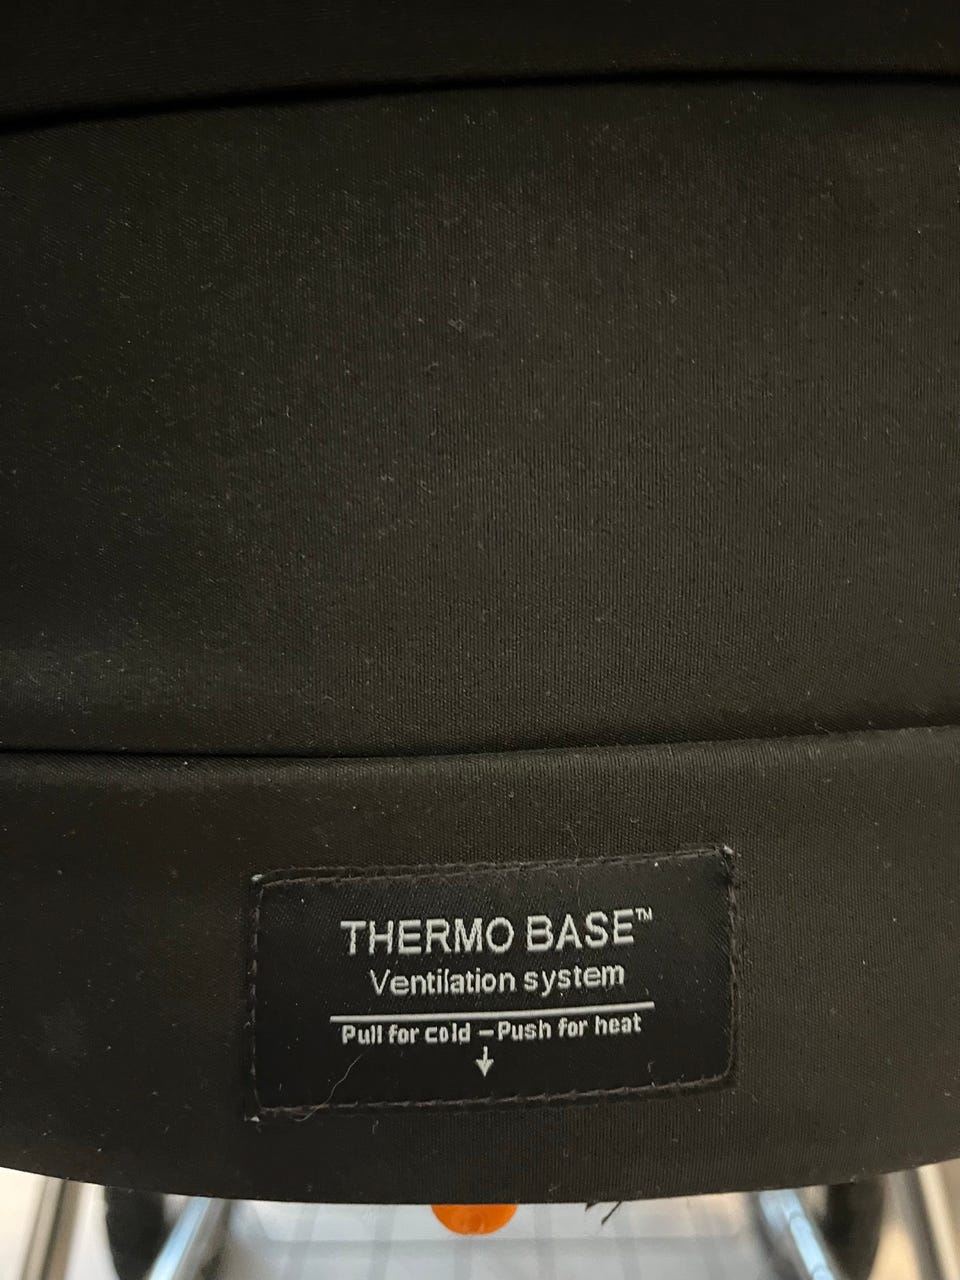 THERMO BASE™
Ventilation system
Pull for cold – Push for heat